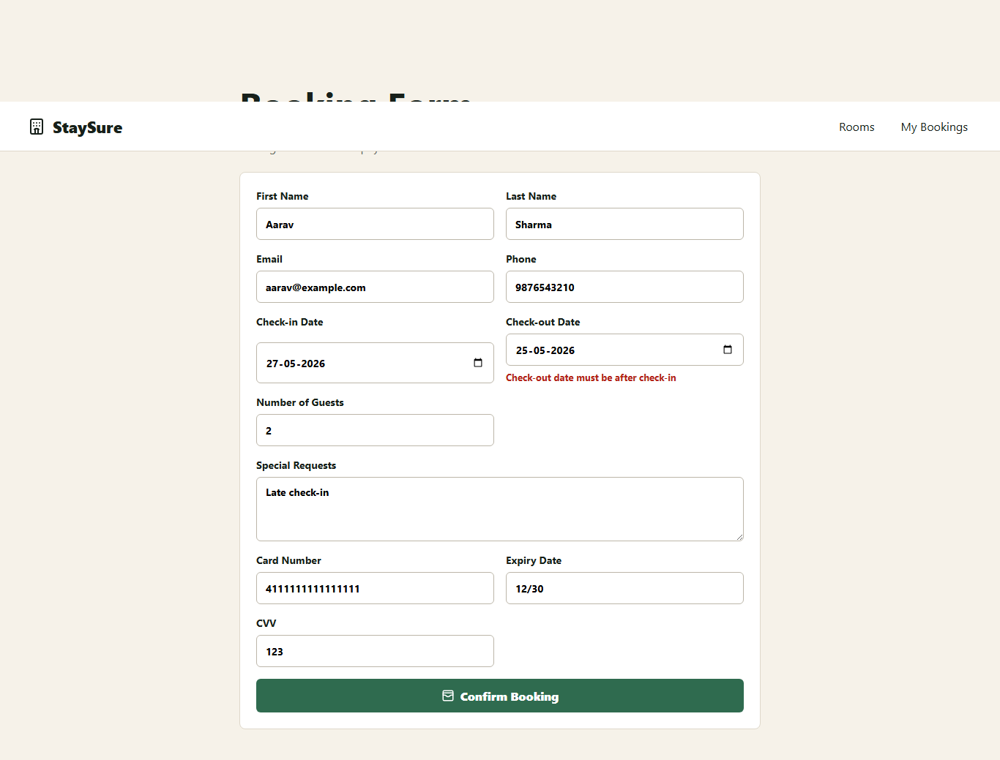 Booking Form
StaySure
Rooms
My Bookings
First Name
Last Name
Aarav
Sharma
Email
Phone
aarav@example.com
9876543210
Check-in Date
Check-out Date
27-05-2026
25-05-2026
Check-out date must be after check-in
Number of Guests
2
Special Requests
Late check-in
Card Number
Expiry Date
4111111111111111
12/30
CVV
123
Confirm Booking